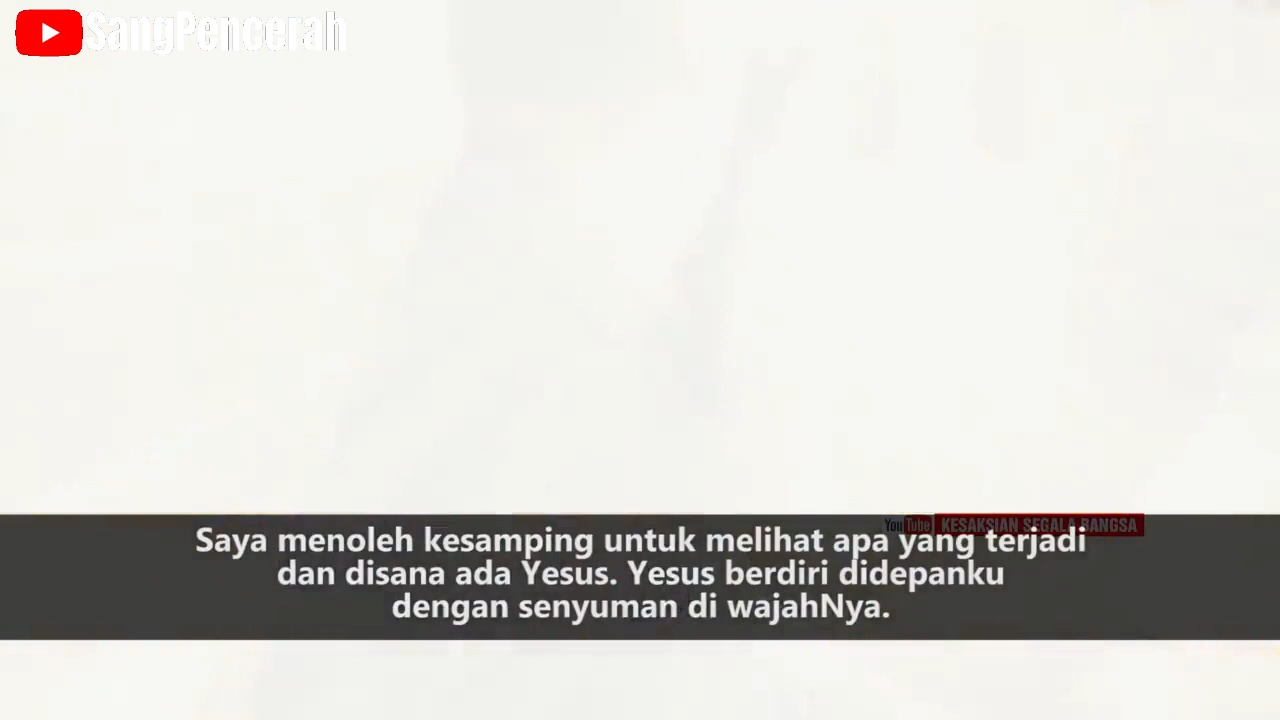 SangPencerah
YouTube KESAKSIAN SEGALA BANGSA
Saya menoleh kesamping untuk melihat apa yang terjadi
dan disana ada Yesus. Yesus berdiri didepanku
dengan senyuman di wajahNya.